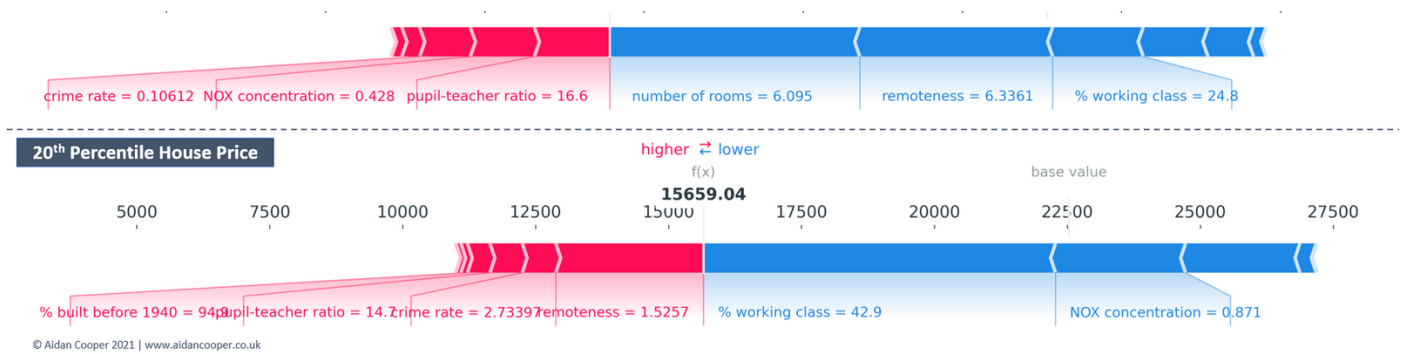 crime rate = 0.10612 NOX concentration = 0.428 pupil-teacher ratio = 16.6 number of rooms = 6.095 remoteness = 6.3361 % working class = 24.8
20th Percentile House Price
higher ⇄ lower
f(x) base value
15659.04
5000 7500 10000 12500 15000 17500 20000 22500 25000 27500
% built before 1940 = 94.9 pupil-teacher ratio = 14.7 crime rate = 2.73397 remoteness = 1.5257 % working class = 42.9 NOX concentration = 0.871
© Aidan Cooper 2021 | www.aidancooper.co.uk